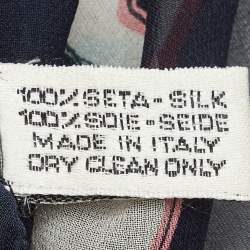 100% SETA - SILK
100% SOIE - SEIDE
MADE IN ITALY
DRY CLEAN ONLY